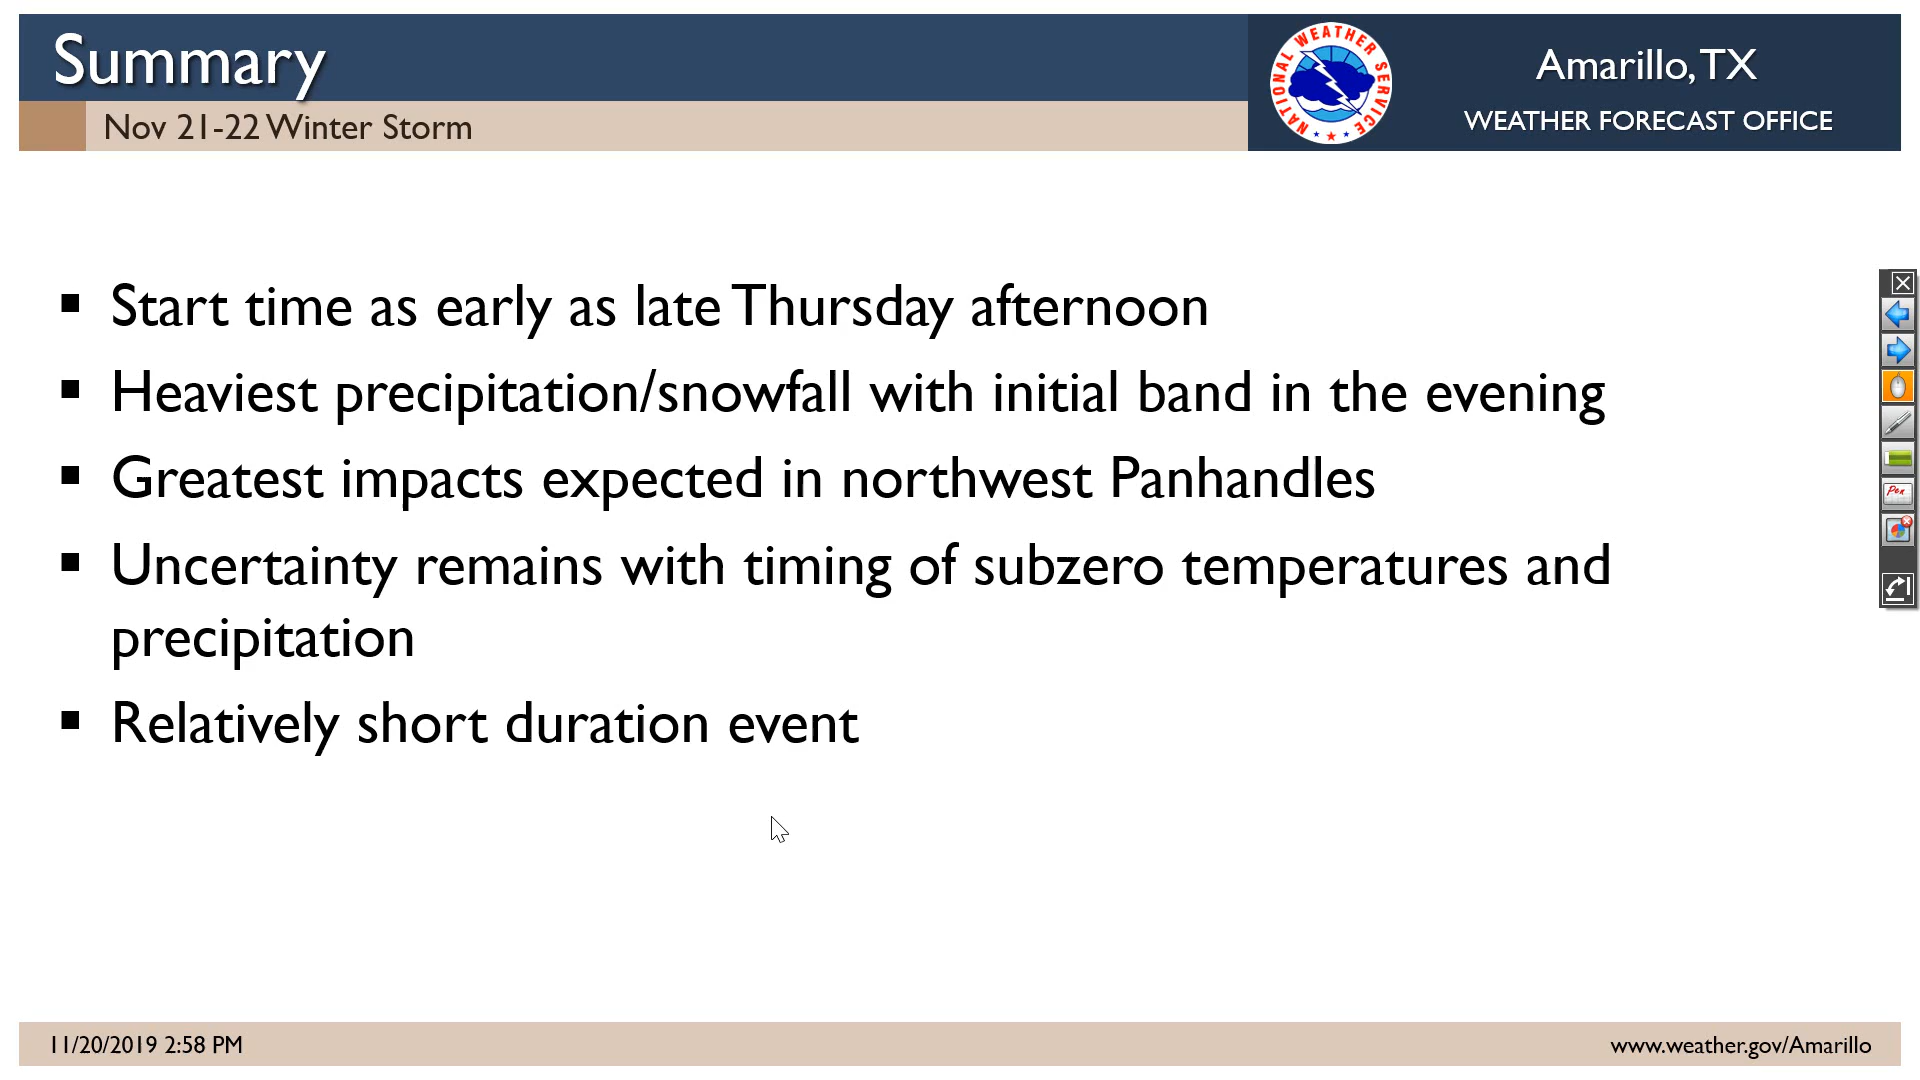 Summary
Nov 21-22 Winter Storm
NATIONAL WEATHER SERVICE
Amarillo, TX
WEATHER FORECAST OFFICE
▪ Start time as early as late Thursday afternoon
▪ Heaviest precipitation/snowfall with initial band in the evening
▪ Greatest impacts expected in northwest Panhandles
▪ Uncertainty remains with timing of subzero temperatures and
precipitation
▪ Relatively short duration event
Pen
11/20/2019 2:58 PM
www.weather.gov/Amarillo